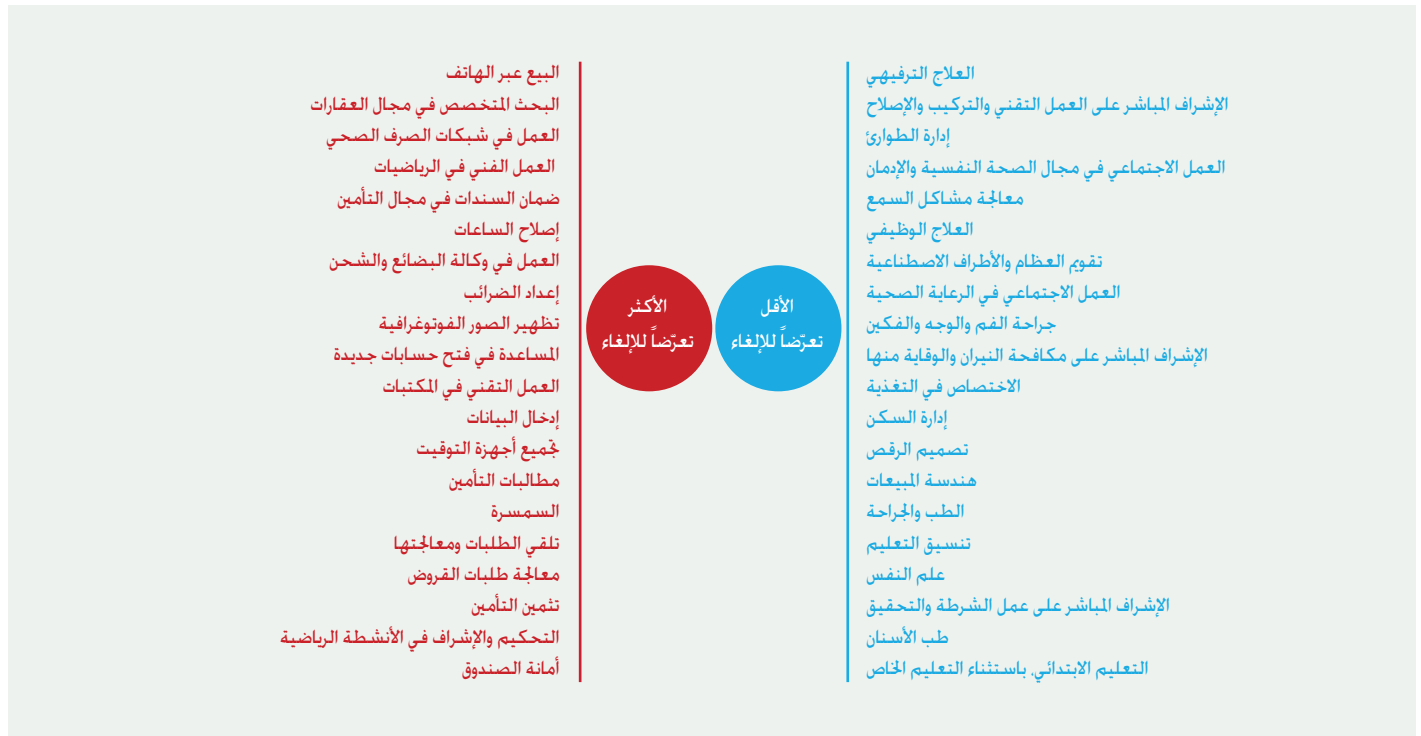 العلاج الترفيهي
الإشراف المباشر على العمل التقني والتركيب والإصلاح
إدارة الطوارئ
العمل الاجتماعي في مجال الصحة النفسية والإدمان
معالجة مشاكل السمع
العلاج الوظيفي
تقويم العظام والأطراف الاصطناعية
العمل الاجتماعي في الرعاية الصحية
جراحة الفم والوجه والفكين
الإشراف المباشر على مكافحة النيران والوقاية منها
الاختصاص في التغذية
إدارة السكن
تصميم الرقص
هندسة المبيعات
الطب والجراحة
تنسيق التعليم
علم النفس
الإشراف المباشر على عمل الشرطة والتحقيق
طب الأسنان
التعليم الابتدائي، باستثناء التعليم الخاص
الأقل
تعرّضاً للإلغاء
الأكثر
تعرّضاً للإلغاء
البيع عبر الهاتف
البحث المتخصص في مجال العقارات
العمل في شبكات الصرف الصحي
العمل الفني في الرياضيات
ضمان السندات في مجال التأمين
إصلاح الساعات
العمل في وكالة البضائع والشحن
إعداد الضرائب
تظهير الصور الفوتوغرافية
المساعدة في فتح حسابات جديدة
العمل التقني في المكتبات
إدخال البيانات
تجّميع أجهزة التوقيت
مطالبات التأمين
السمسرة
تلقي الطلبات ومعالجتها
معالجة طلبات القروض
تثمين التأمين
التحكيم والإشراف في الأنشطة الرياضية
أمانة الصندوق